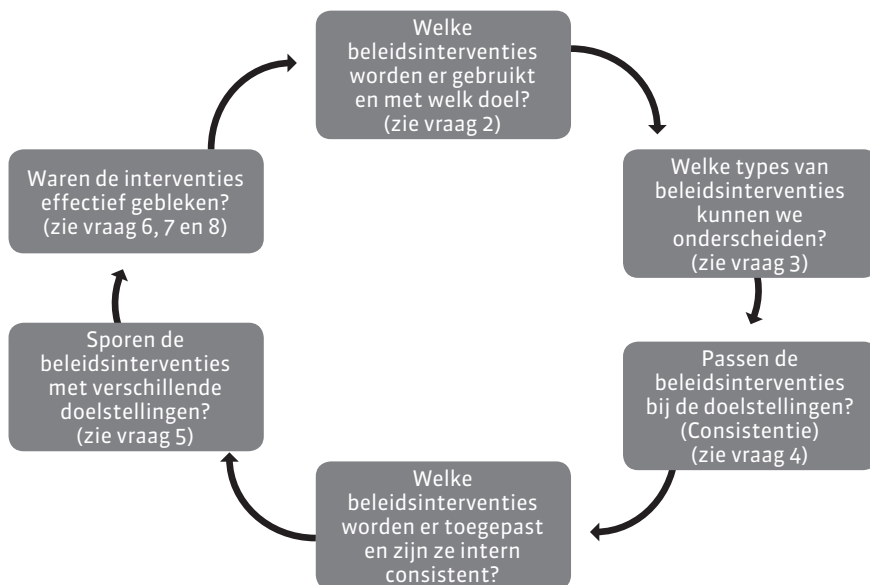 Welke
beleidsinterventies
worden er gebruikt
en met welk doel?
(zie vraag 2)
Welke types van
beleidsinterventies
kunnen we
onderscheiden?
(zie vraag 3)
Passen de
beleidsinterventies
bij de doelstellingen?
(Consistentie)
(zie vraag 4)
Welke
beleidsinterventies
worden er toegepast
en zijn ze intern
consistent?
Sporen de
beleidsinterventies
met verschillende
doelstellingen?
(zie vraag 5)
Waren de interventies
effectief gebleken?
(zie vraag 6, 7 en 8)